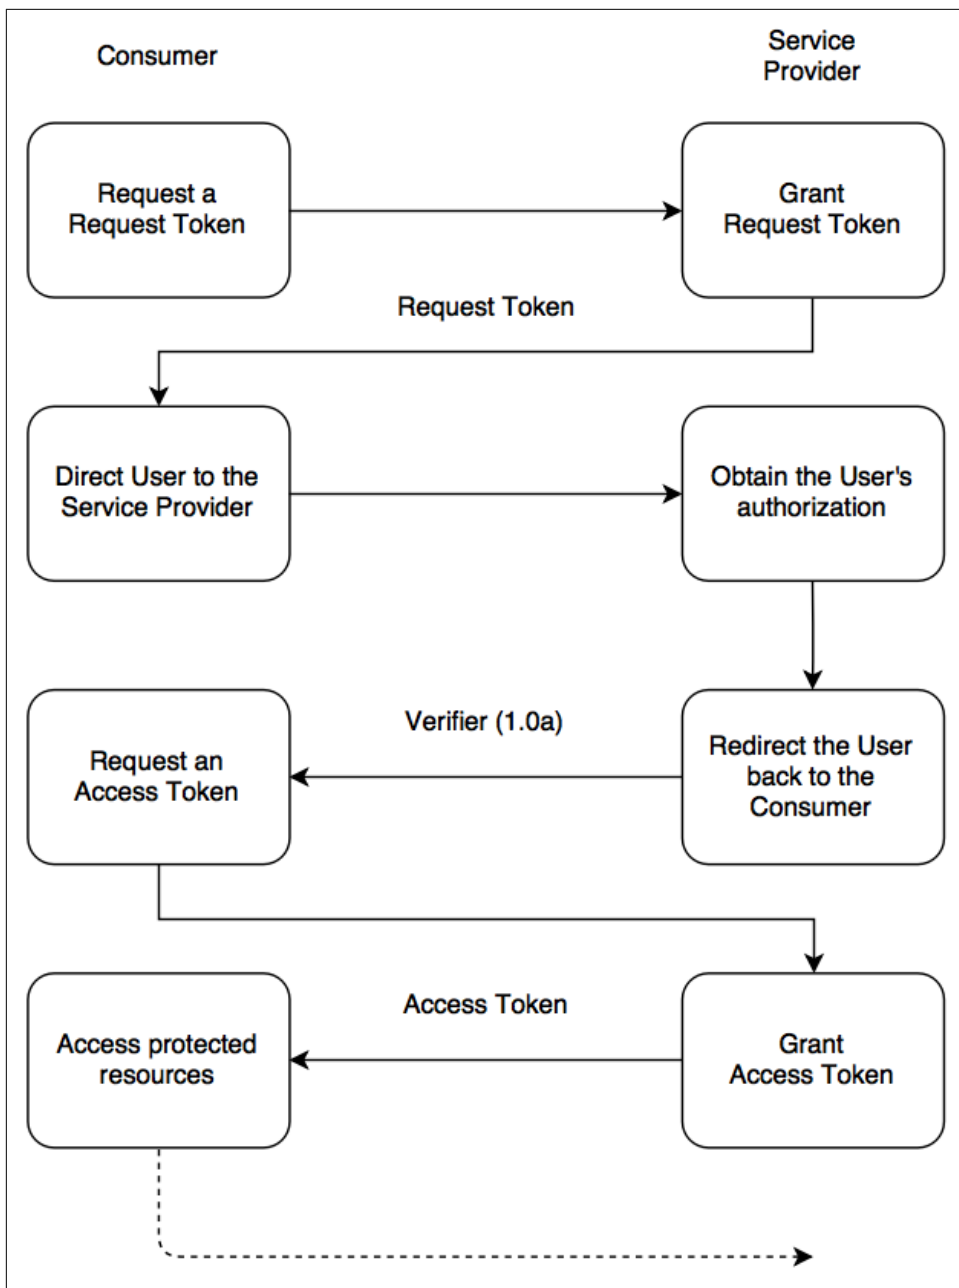 Consumer
Service
Provider
Request a
Request Token
Grant
Request Token
Request Token
Direct User to the
Service Provider
Obtain the User's
authorization
Verifier (1.0a)
Request an
Access Token
Redirect the User
back to the
Consumer
Access Token
Access protected
resources
Grant
Access Token